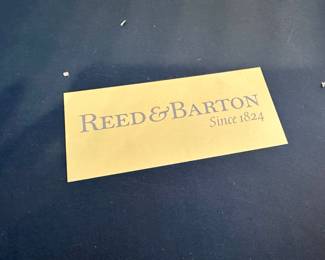 REED & BARTON
Since 1824